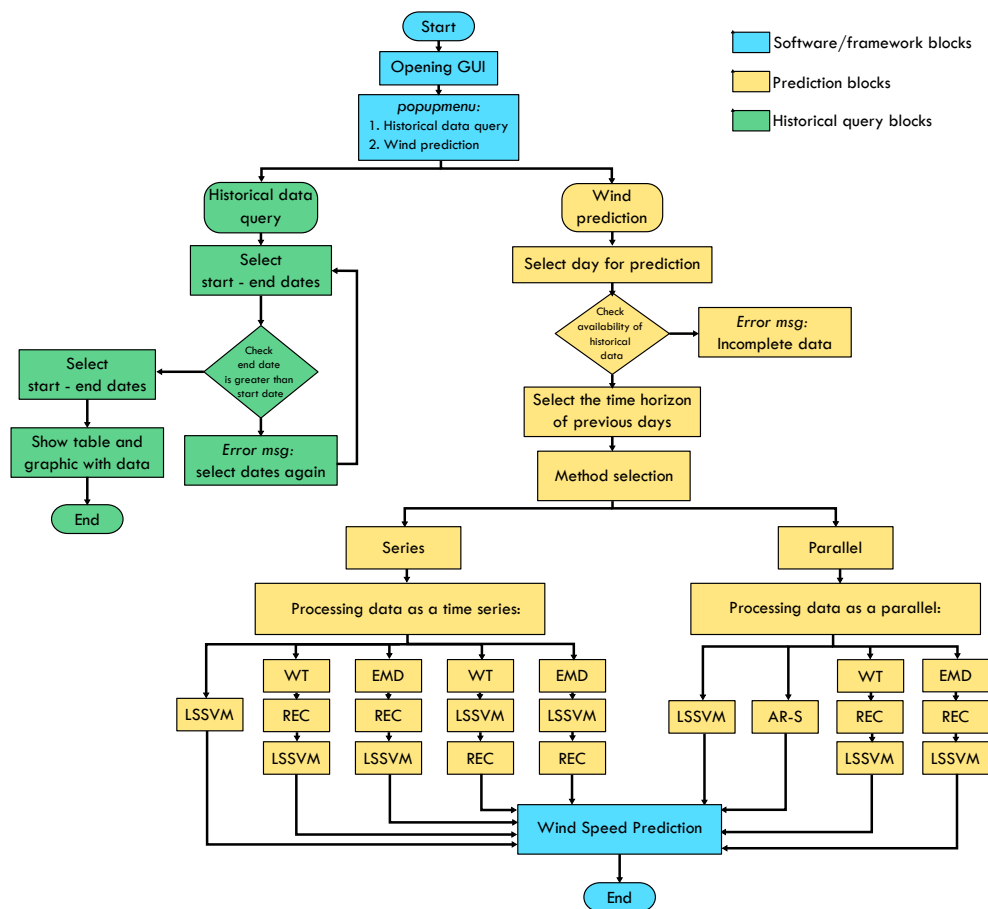 Start
Opening GUI
popupmenu:
1. Historical data query
2. Wind prediction
Software/framework blocks
Prediction blocks
Historical query blocks
Historical data
query
Select
start - end dates
Check
end date
is greater than
start date
Select
start - end dates
Show table and
graphic with data
End
Error msg:
select dates again
Wind
prediction
Select day for prediction
Check
availability of
historical
data
Error msg:
Incomplete data
Select the time horizon
of previous days
Method selection
Series
Parallel
Processing data as a time series:
Processing data as a parallel:
LSSVM
WT
REC
LSSVM
EMD
REC
LSSVM
WT
LSSVM
REC
EMD
LSSVM
REC
LSSVM
AR-S
WT
REC
LSSVM
EMD
REC
LSSVM
Wind Speed Prediction
End